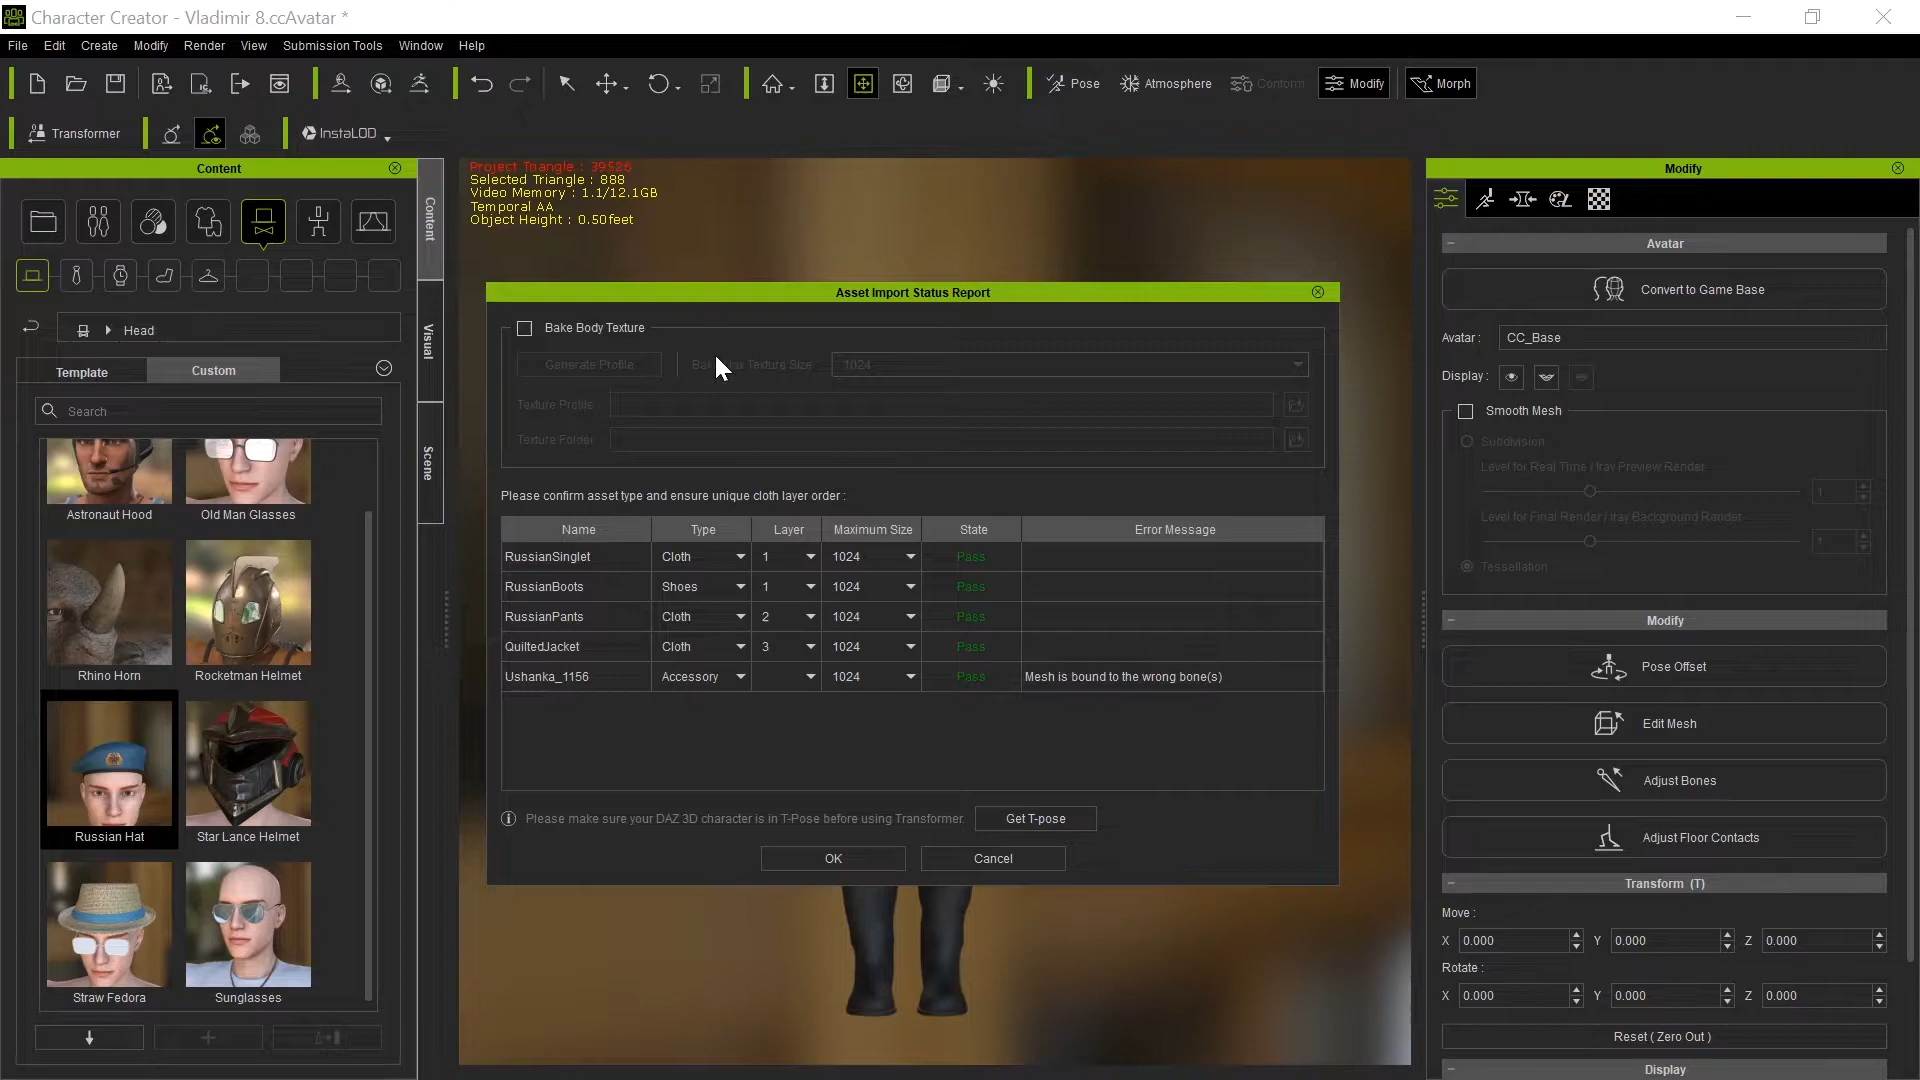 Character Creator - Vladimir 8.ccAvatar *
File Edit Create Modify Render View Submission Tools Window Help
Pose Atmosphere Conform Modify Morph
Transformer InstaLOD
Content
Head
Template Custom
Search
Astronaut Hood Old Man Glasses
Rhino Horn Rocketman Helmet
Russian Hat Star Lance Helmet
Straw Fedora Sunglasses
Content
Visual
Scene
Project Triangle : 39526
Selected Triangle : 888
Video Memory : 1.1/12.1GB
Temporal AA
Object Height : 0.50feet
Asset Import Status Report
Bake Body Texture
Generate Profile Texture Size 1024
Texture Profile
Texture Folder
Please confirm asset type and ensure unique cloth layer order :
Name Type Layer Maximum Size State Error Message
RussianSinglet Cloth 1 1024 Pass
RussianBoots Shoes 1 1024 Pass
RussianPants Cloth 2 1024 Pass
QuiltedJacket Cloth 3 1024 Pass
Ushanka_1156 Accessory 1024 Pass Mesh is bound to the wrong bone(s)
Please make sure your DAZ 3D character is in T-Pose before using Transformer. Get T-pose
OK Cancel
Modify
Avatar
Convert to Game Base
Avatar : CC_Base
Display :
Smooth Mesh
Subdivision
Level for Real Time / Iray Preview Render
1
Level for Final Render / Iray Background Render
Tessellation
Modify
Pose Offset
Edit Mesh
Adjust Bones
Adjust Floor Contacts
Transform (T)
Move :
X 0.000 Y 0.000 Z 0.000
Rotate :
X 0.000 Y 0.000 Z 0.000
Reset ( Zero Out )
Display